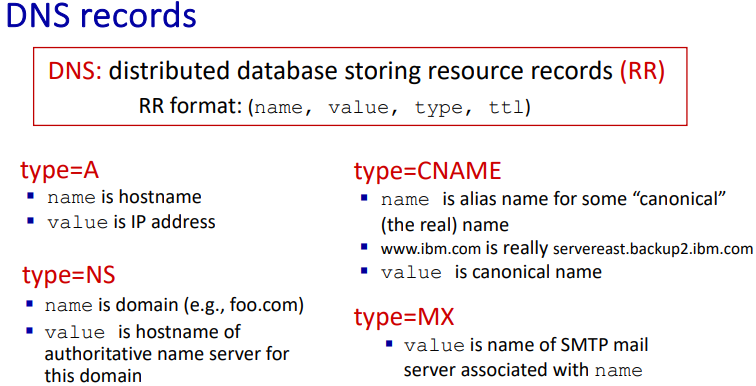 DNS records
DNS: distributed database storing resource records (RR)
RR format: (name, value, type, ttl)
type=A
▪ name is hostname
▪ value is IP address
type=NS
▪ name is domain (e.g., foo.com)
▪ value is hostname of
authoritative name server for
this domain
type=CNAME
▪ name is alias name for some “canonical”
(the real) name
▪ www.ibm.com is really servereast.backup2.ibm.com
▪ value is canonical name
type=MX
▪ value is name of SMTP mail
server associated with name